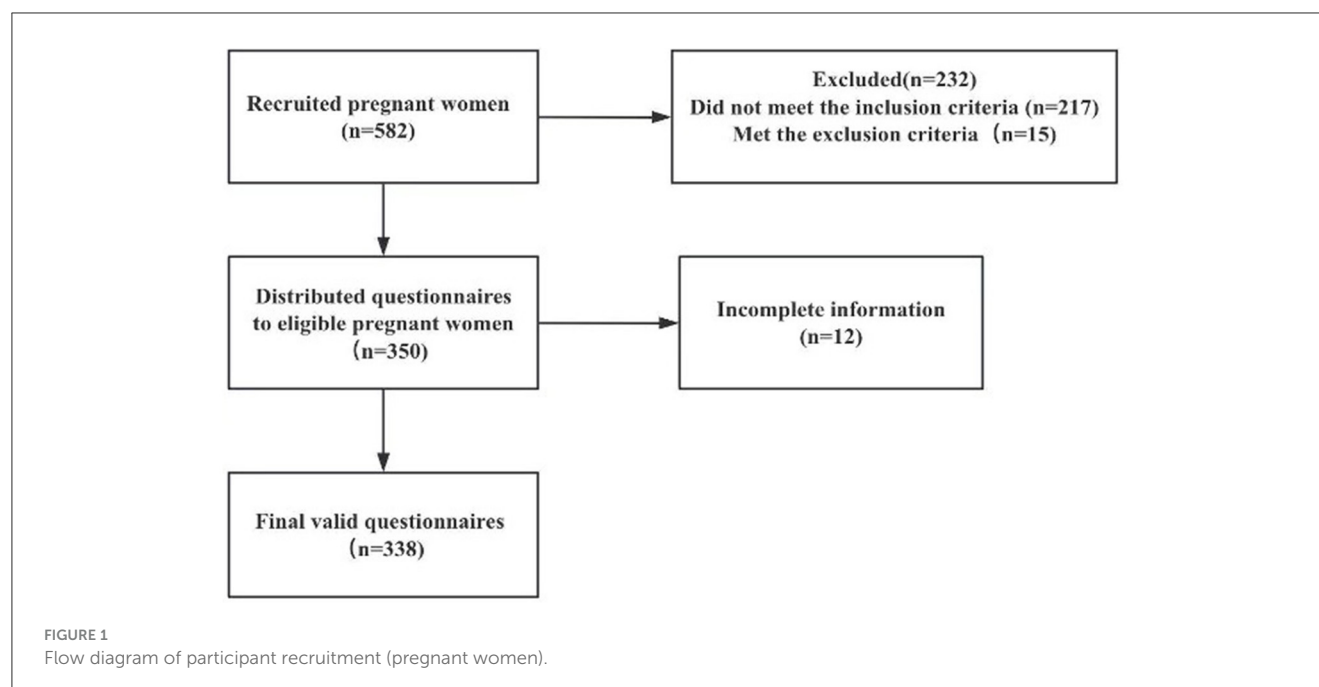 Recruited pregnant women
(n=582)
Excluded(n=232)
Did not meet the inclusion criteria (n=217)
Met the exclusion criteria （n=15)
Distributed questionnaires
to eligible pregnant women
（n=350)
Incomplete information
(n=12)
Final valid questionnaires
（n=338)
FIGURE 1
Flow diagram of participant recruitment (pregnant women).